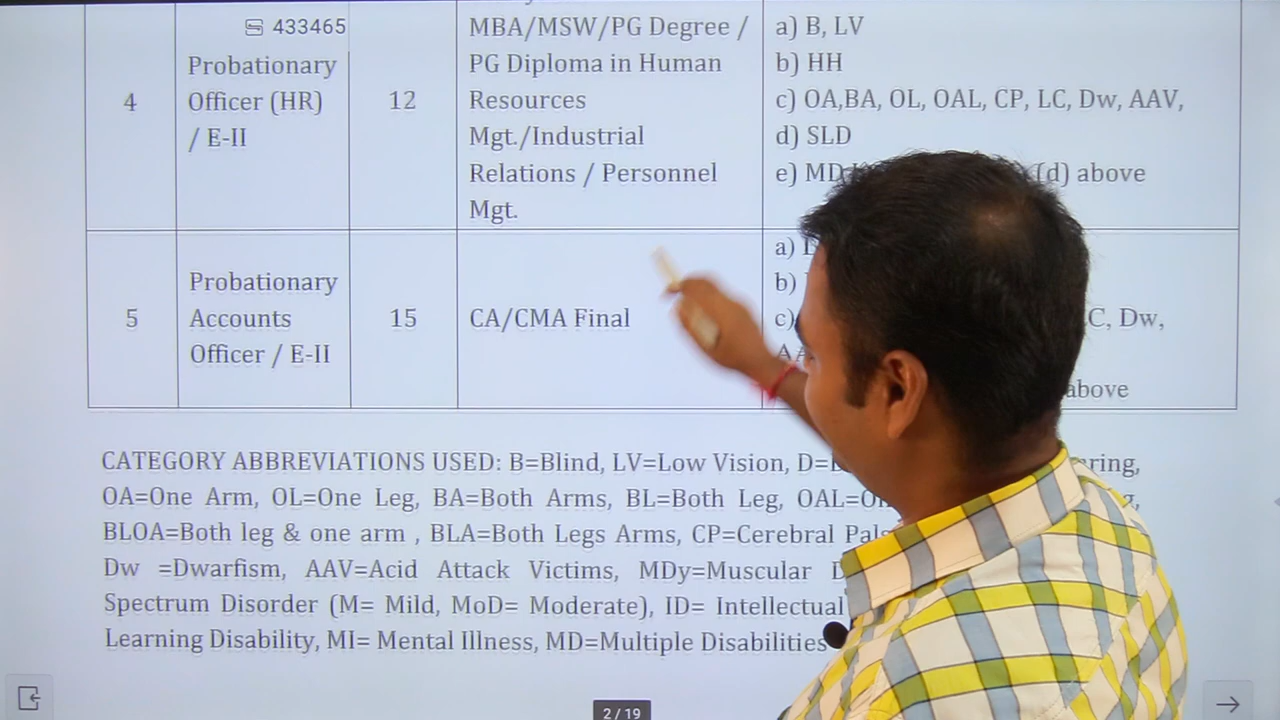 433465
4
Probationary
Officer (HR)
/ E-II
12
MBA/MSW/PG Degree /
PG Diploma in Human
Resources
Mgt./Industrial
Relations / Personnel
Mgt.
a) B, LV
b) HH
c) OA,BA, OL, OAL, CP, LC, Dw, AAV,
d) SLD
e) MD (d) above
5
Probationary
Accounts
Officer / E-II
15
CA/CMA Final
a)
b)
c) Dw,
above
CATEGORY ABBREVIATIONS USED: B=Blind, LV=Low Vision,
OA=One Arm, OL=One Leg, BA=Both Arms, BL=Both Leg,
BLOA=Both leg & one arm , BLA=Both Legs Arms, CP=Cerebral
Dw =Dwarfism, AAV=Acid Attack Victims, MDy=Muscular
Spectrum Disorder (M= Mild, MoD= Moderate), ID= Intellectual
Learning Disability, MI= Mental Illness, MD=Multiple Disabilities
2 / 19